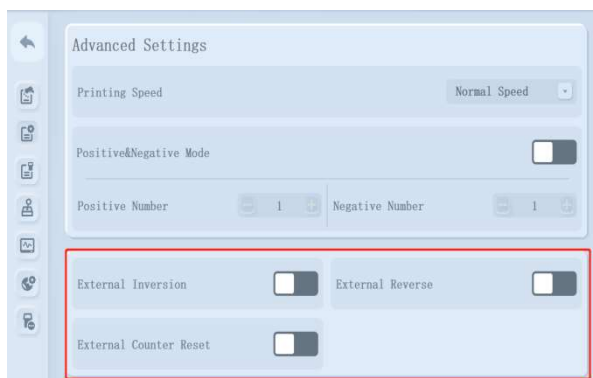 Advanced Settings
Printing Speed Normal Speed
Positive&Negative Mode
Positive Number 1 Negative Number 1
External Inversion External Reverse
External Counter Reset